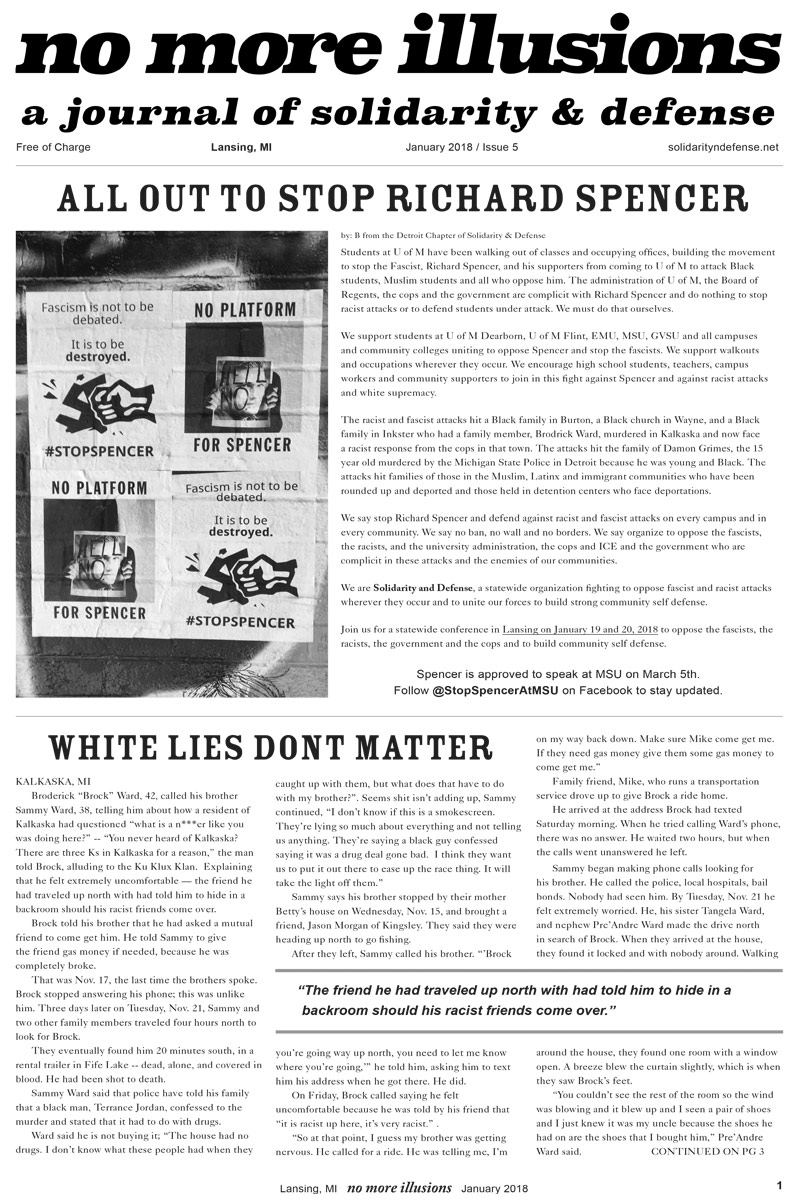 no more illusions
a journal of solidarity & defense
Free of Charge
Lansing, MI
January 2018 / Issue 5
solidarityndefense.net
ALL OUT TO STOP RICHARD SPENCER
Fascism is not to be
debated.
It is to be
destroyed.
#STOPSPENCER
NO PLATFORM
FOR SPENCER
NO PLATFORM
FOR SPENCER
Fascism is not to be
debated.
It is to be
destroyed.
#STOPSPENCER
by: B from the Detroit Chapter of Solidarity & Defense
Students at U of M have been walking out of classes and occupying offices, building the movement
to stop the Fascist, Richard Spencer, and his supporters from coming to U of M to attack Black
students, Muslim students and all who oppose him. The administration of U of M, the Board of
Regents, the cops and the government are complicit with Richard Spencer and do nothing to stop
racist attacks or to defend students under attack. We must do that ourselves.
We support students at U of M Dearborn, U of M Flint, EMU, MSU, GVSU and all campuses
and community colleges uniting to oppose Spencer and stop the fascists. We support walkouts
and occupations wherever they occur. We encourage high school students, teachers, campus
workers and community supporters to join in this fight against Spencer and against racist attacks
and white supremacy.
The racist and fascist attacks hit a Black family in Burton, a Black church in Wayne, and a Black
family in Inkster who had a family member, Brodrick Ward, murdered in Kalkaska and now face
a racist response from the cops in that town. The attacks hit the family of Damon Grimes, the 15
year old murdered by the Michigan State Police in Detroit because he was young and Black. The
attacks hit families of those in the Muslim, Latinx and immigrant communities who have been
rounded up and deported and those held in detention centers who face deportations.
We say stop Richard Spencer and defend against racist and fascist attacks on every campus and in
every community. We say no ban, no wall and no borders. We say organize to oppose the fascists,
the racists, and the university administration, the cops and ICE and the government who are
complicit in these attacks and the enemies of our communities.
We are Solidarity and Defense, a statewide organization fighting to oppose fascist and racist attacks
wherever they occur and to unite our forces to build strong community self defense.
Join us for a statewide conference in Lansing on January 19 and 20, 2018 to oppose the fascists, the
racists, the government and the cops and to build community self defense.
Spencer is approved to speak at MSU on March 5th.
Follow @StopSpencerAtMSU on Facebook to stay updated.
WHITE LIES DONT MATTER
KALKASKA, MI
Broderick “Brock” Ward, 42, called his brother
Sammy Ward, 38, telling him about how a resident of
Kalkaska had questioned “what is a n***er like you
was doing here?” -- “You never heard of Kalkaska?
There are three Ks in Kalkaska for a reason,” the man
told Brock, alluding to the Ku Klux Klan. Explaining
that he felt extremely uncomfortable — the friend he
had traveled up north with had told him to hide in a
backroom should his racist friends come over.
Brock told his brother that he had asked a mutual
friend to come get him. He told Sammy to give
the friend gas money if needed, because he was
completely broke.
That was Nov. 17, the last time the brothers spoke.
Brock stopped answering his phone; this was unlike
him. Three days later on Tuesday, Nov. 21, Sammy and
two other family members traveled four hours north to
look for Brock.
They eventually found him 20 minutes south, in a
rental trailer in Fife Lake -- dead, alone, and covered in
blood. He had been shot to death.
Sammy Ward said that police have told his family
that a black man, Terrance Jordan, confessed to the
murder and stated that it had to do with drugs.
Ward said he is not buying it; “The house had no
drugs. I don’t know what these people had when they
caught up with them, but what does that have to do
with my brother?”. Seems shit isn’t adding up, Sammy
continued, “I don’t know if this is a smokescreen.
They’re lying so much about everything and not telling
us anything. They’re saying a black guy confessed
saying it was a drug deal gone bad. I think they want
us to put it out there to ease up the race thing. It will
take the light off them.”
Sammy says his brother stopped by their mother
Betty’s house on Wednesday, Nov. 15, and brought a
friend, Jason Morgan of Kingsley. They said they were
heading up north to go fishing.
After they left, Sammy called his brother. “’Brock
“The friend he had traveled up north with had told him to hide in a
backroom should his racist friends come over.”
you’re going way up north, you need to let me know
where you’re going,’” he told him, asking him to text
him his address when he got there. He did.
On Friday, Brock called saying he felt
uncomfortable because he was told by his friend that
“it is racist up here, it’s very racist.” .
“So at that point, I guess my brother was getting
nervous. He called for a ride. He was telling me, I’m
on my way back down. Make sure Mike come get me.
If they need gas money give them some gas money to
come get me.”
Family friend, Mike, who runs a transportation
service drove up to give Brock a ride home.
He arrived at the address Brock had texted
Saturday morning. When he tried calling Ward’s phone,
there was no answer. He waited two hours, but when
the calls went unanswered he left.
Sammy began making phone calls looking for
his brother. He called the police, local hospitals, bail
bonds. Nobody had seen him. By Tuesday, Nov. 21 he
felt extremely worried. He, his sister Tangela Ward,
and nephew Pre’Andre Ward made the drive north
in search of Brock. When they arrived at the house,
they found it locked and with nobody around. Walking
around the house, they found one room with a window
open. A breeze blew the curtain slightly, which is when
they saw Brock’s feet.
“You couldn’t see the rest of the room so the wind
was blowing and it blew up and I seen a pair of shoes
and I just knew it was my uncle because the shoes he
had on are the shoes that I bought him,” Pre’Andre
Ward said. CONTINUED ON PG 3
Lansing, MI no more illusions January 2018
1